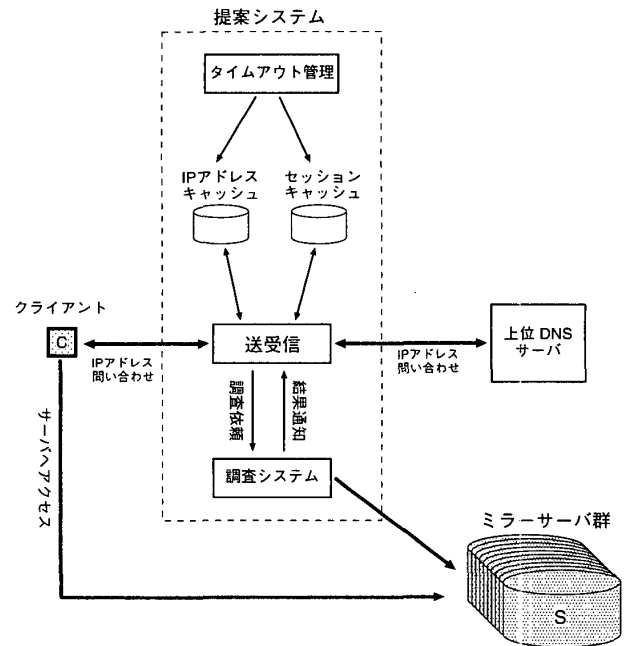 提案システム
タイムアウト管理
IPアドレス
キャッシュ
セッション
キャッシュ
クライアント
C
送受信
上位 DNS
サーバ
IPアドレス
問い合わせ
IPアドレス
問い合わせ
調査依頼
結果通知
サーバへアクセス
調査システム
ミラーサーバ群
S